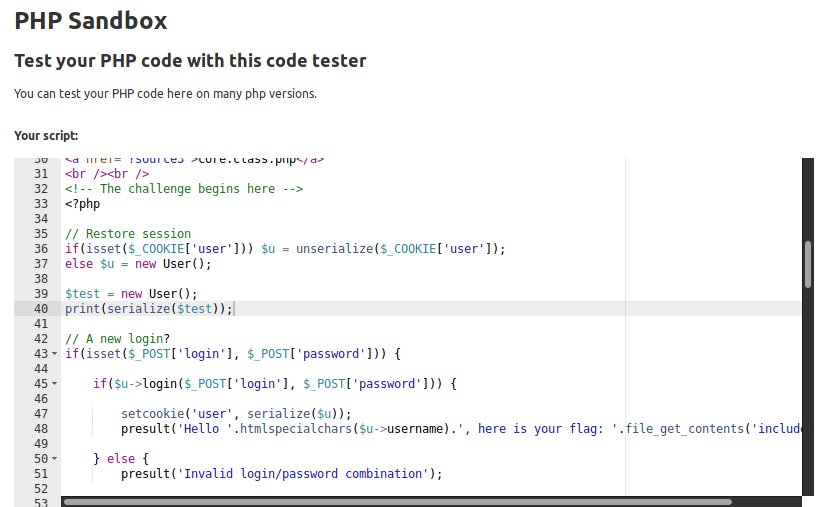 PHP Sandbox
Test your PHP code with this code tester
You can test your PHP code here on many php versions.
Your script:
30 <a href="?source3">core.class.php</a>
31 <br /><br />
32 <!-- The challenge begins here -->
33 <?php
34
35 // Restore session
36 if(isset($_COOKIE['user'])) $u = unserialize($_COOKIE['user']);
37 else $u = new User();
38
39 $test = new User();
40 print(serialize($test));
41
42 // A new login?
43 if(isset($_POST['login'], $_POST['password'])) {
44
45 if($u->login($_POST['login'], $_POST['password'])) {
46
47 setcookie('user', serialize($u));
48 presult('Hello '.htmlspecialchars($u->username).', here is your flag: '.file_get_contents('include
49
50 } else {
51 presult('Invalid login/password combination');
52
53